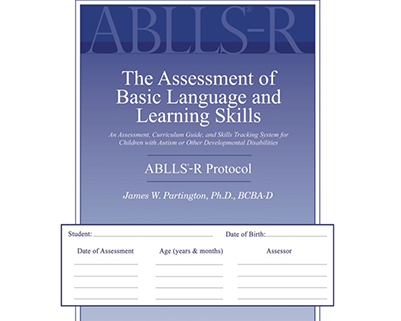 ABLLS®-R
The Assessment of
Basic Language and
Learning Skills
An Assessment, Curriculum Guide, and Skills Tracking System for
Children with Autism or Other Developmental Disabilities
ABLLS®-R Protocol
James W. Partington, Ph.D., BCBA-D
Student: Date of Birth:
Date of Assessment Age (years & months) Assessor